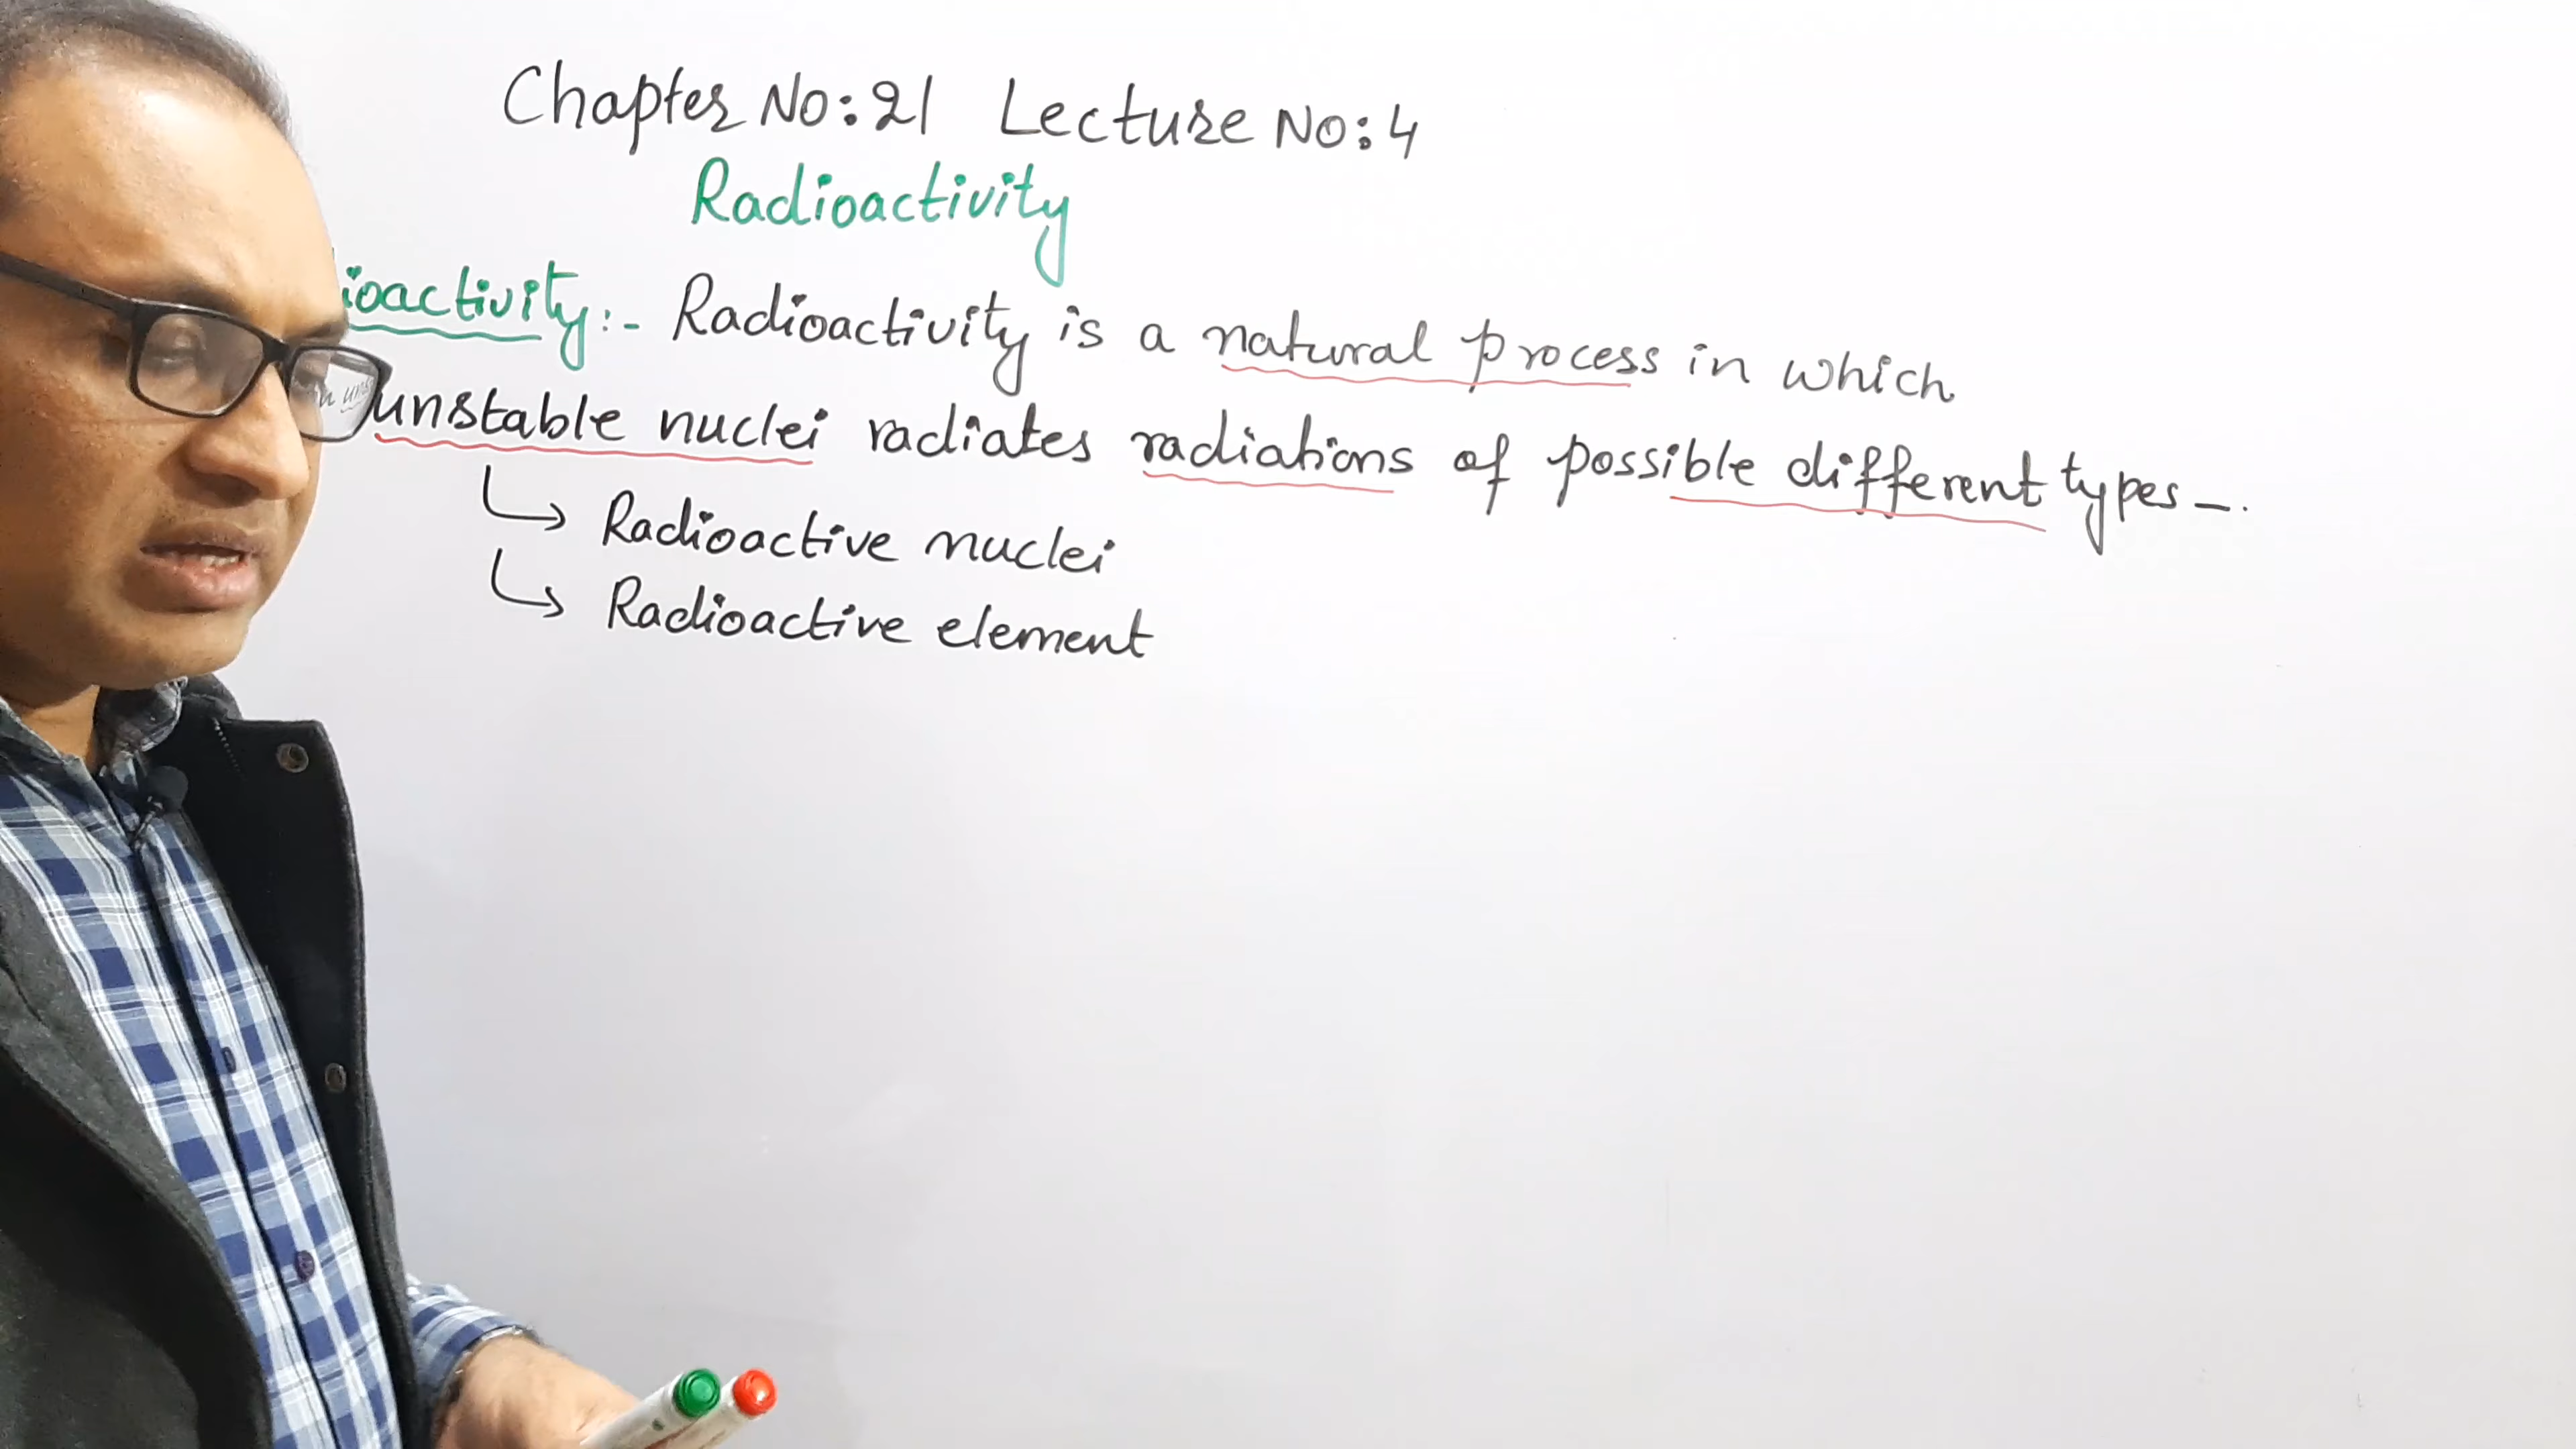 Chapter No:21 Lecture No:4
Radioactivity
ioactivity:- Radioactivity is a natural process in which
unstable nuclei radiates radiations of possible different types-.
↳ Radioactive nuclei
↳ Radioactive element